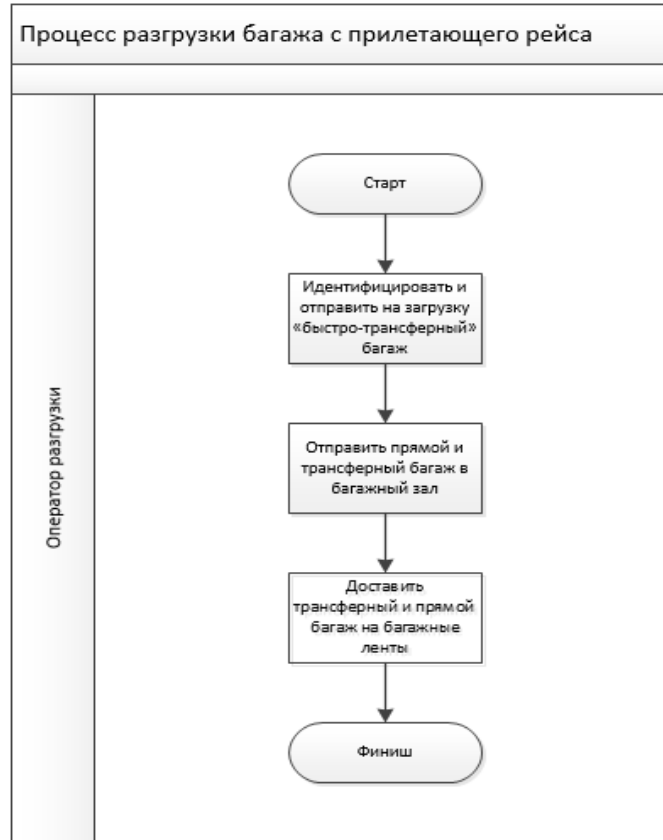 Процесс разгрузки багажа с прилетающего рейса
Оператор разгрузки
Старт
Идентифицировать и
отправить на загрузку
«быстро-трансферный»
багаж
Отправить прямой и
трансферный багаж в
багажный зал
Доставить
трансферный и прямой
багаж на багажные
ленты
Финиш